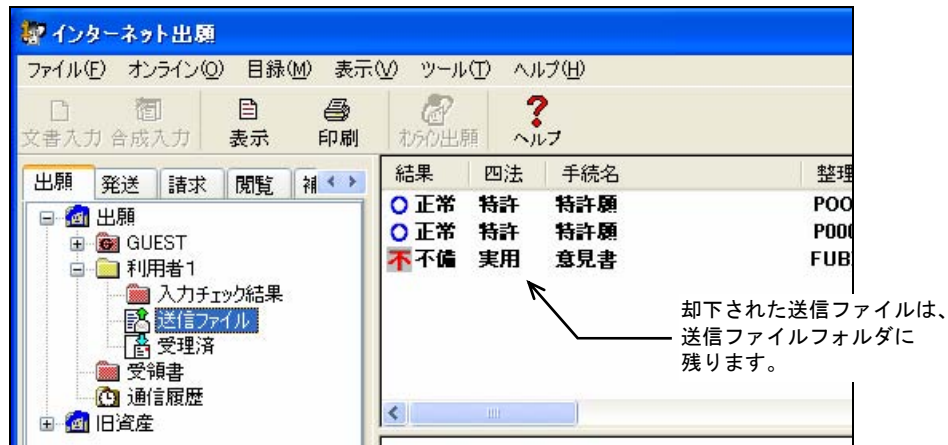 インターネット出願
ファイル(F) オンライン(O) 目録(M) 表示(V) ツール(T) ヘルプ(H)
文書入力 合成入力 表示 印刷 オンライン出願 ヘルプ
出願 発送 請求 閲覧 補
結果 四法 手続名 整理
正常 特許 特許願 POO
正常 特許 特許願 P00
不 不備 実用 意見書 FUB
出願
G GUEST
利用者1
入力チェック結果
送信ファイル
受理済
受領書
通信履歴
旧資産
却下された送信ファイルは、
送信ファイルフォルダに
残ります。